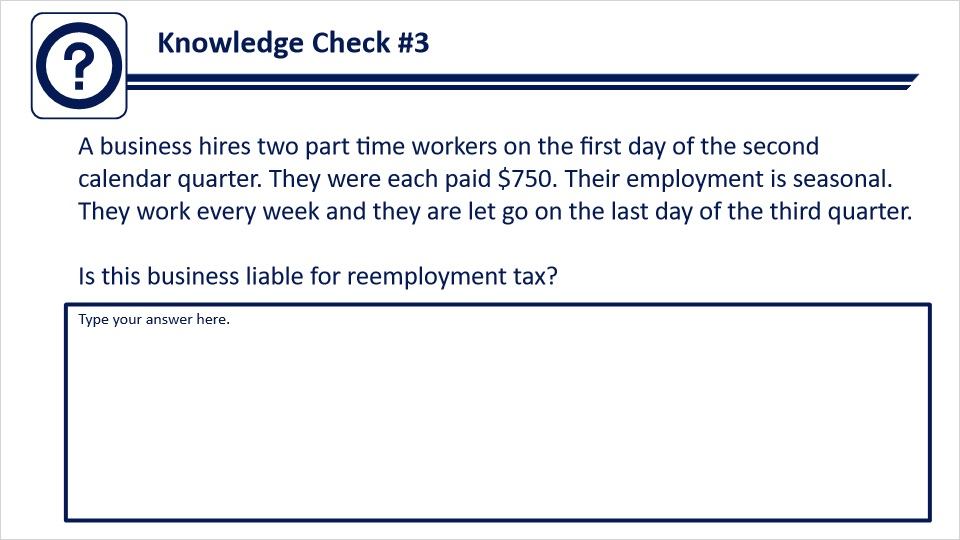 ?
Knowledge Check #3
A business hires two part time workers on the first day of the second
calendar quarter. They were each paid $750. Their employment is seasonal.
They work every week and they are let go on the last day of the third quarter.
Is this business liable for reemployment tax?
Type your answer here.